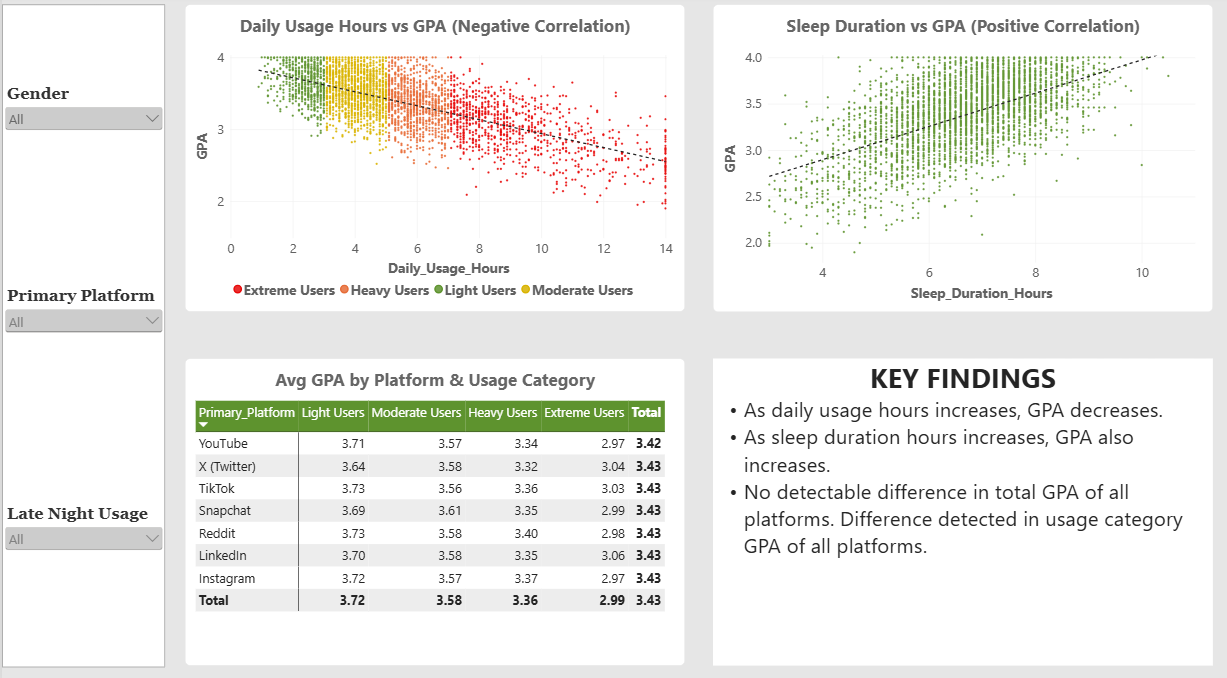 Gender
All
Primary Platform
All
Late Night Usage
All
Daily Usage Hours vs GPA (Negative Correlation)
4
3
2
GPA
0 2 4 6 8 10 12 14
Daily_Usage_Hours
Extreme Users Heavy Users Light Users Moderate Users
Sleep Duration vs GPA (Positive Correlation)
4.0
3.5
3.0
2.5
2.0
GPA
4 6 8 10
Sleep_Duration_Hours
Avg GPA by Platform & Usage Category
Primary_Platform Light Users Moderate Users Heavy Users Extreme Users Total
YouTube 3.71 3.57 3.34 2.97 3.42
X (Twitter) 3.64 3.58 3.32 3.04 3.43
TikTok 3.73 3.56 3.36 3.03 3.43
Snapchat 3.69 3.61 3.35 2.99 3.43
Reddit 3.73 3.58 3.40 2.98 3.43
LinkedIn 3.70 3.58 3.35 3.06 3.43
Instagram 3.72 3.57 3.37 2.97 3.43
Total 3.72 3.58 3.36 2.99 3.43
KEY FINDINGS
• As daily usage hours increases, GPA decreases.
• As sleep duration hours increases, GPA also
increases.
• No detectable difference in total GPA of all
platforms. Difference detected in usage category
GPA of all platforms.